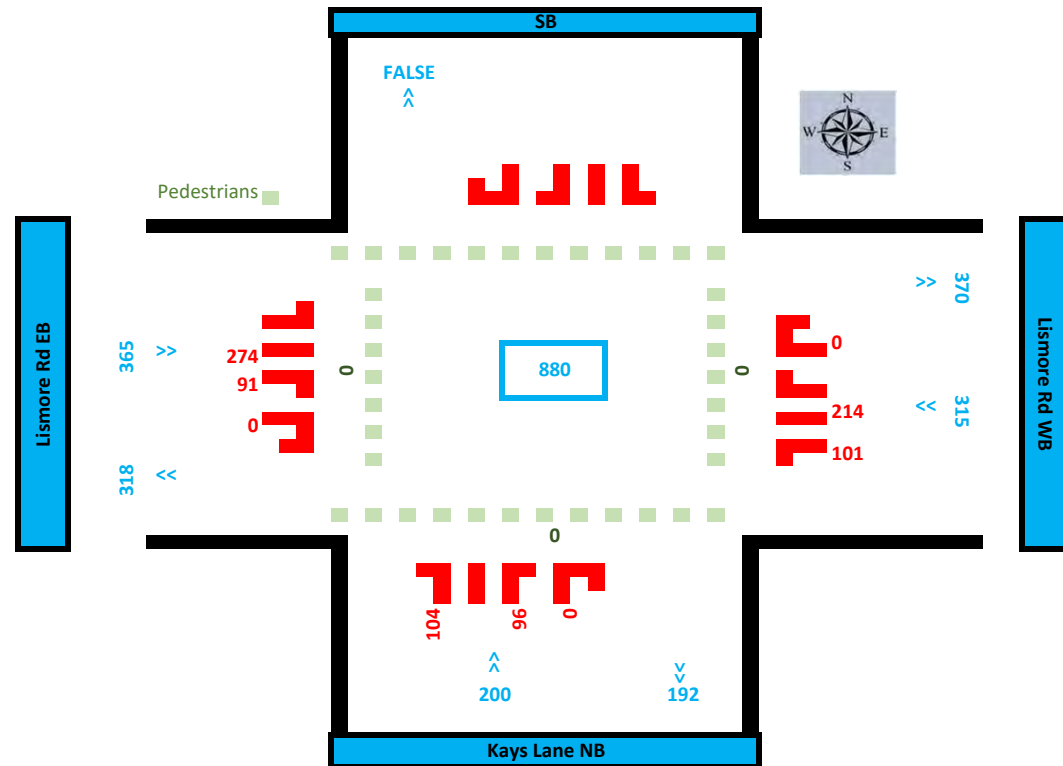 SB
FALSE
>>
N
W E
S
Pedestrians
Lismore Rd EB
Lismore Rd WB
365 >>
318 <<
274
91
0
0
880
0
>> 370
<< 315
0
214
101
0
104
96
0
>>
200
<<
192
Kays Lane NB